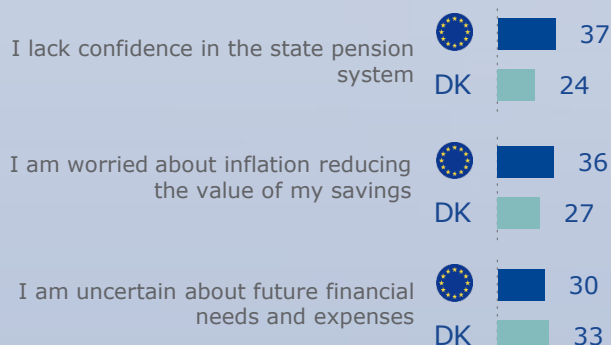 I lack confidence in the state pension
system
37
DK 24
I am worried about inflation reducing
the value of my savings
36
DK 27
I am uncertain about future financial
needs and expenses
30
DK 33